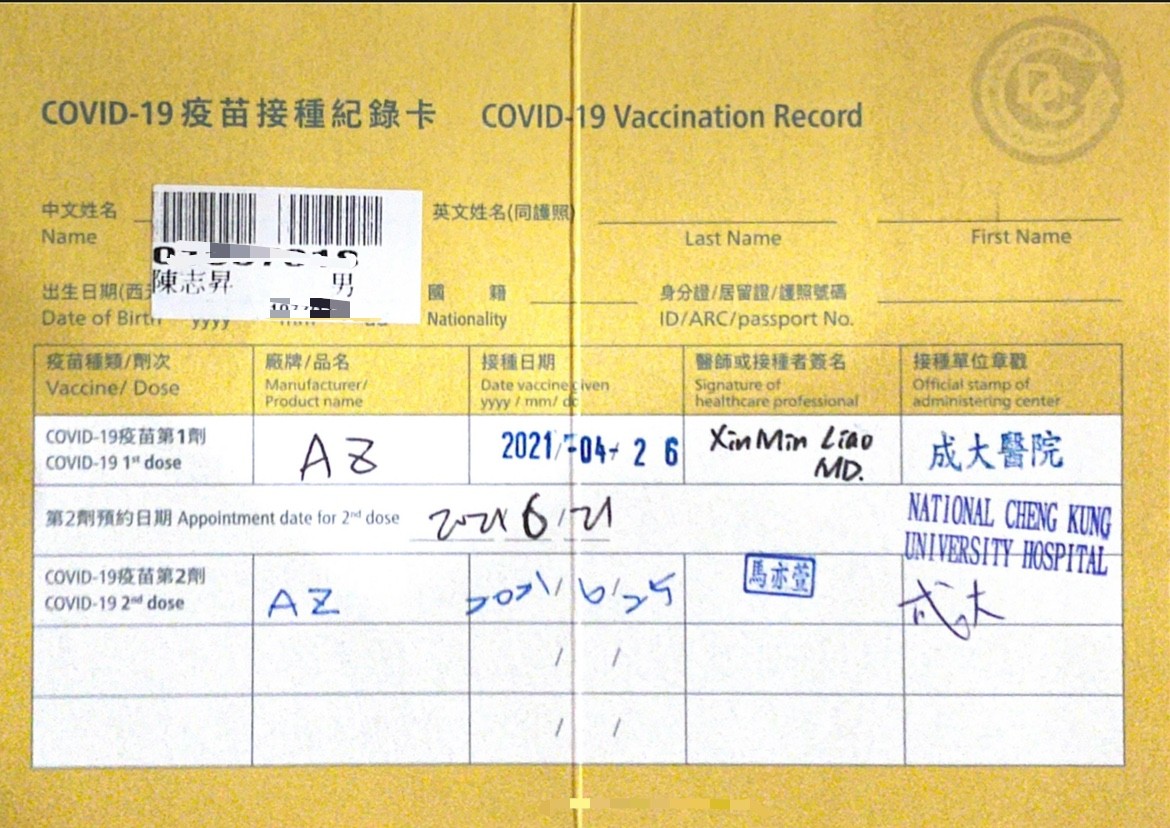 COVID-19疫苗接種紀錄卡 COVID-19 Vaccination Record
中文姓名
Name
陳志昇 男
英文姓名(同護照)
Last Name
First Name
出生日期(西
Date of Birth yyyy
國籍
Nationality
身分證/居留證/護照號碼
ID/ARC/passport No.
疫苗種類/劑次
Vaccine/ Dose
廠牌/品名
Manufacturer/
Product name
接種日期
Date vaccine given
yyyy / mm/ dd
醫師或接種者簽名
Signature of
healthcare professional
接種單位章戳
Official stamp of
administering center
COVID-19疫苗第1劑
COVID-19 1st dose
AZ
2021/-04-26
XinMin Liao
MD.
成大醫院
第2劑預約日期 Appointment date for 2nd dose 2021 6/21
NATIONAL CHENG KUNG
UNIVERSITY HOSPITAL
COVID-19疫苗第2劑
COVID-19 2nd dose
AZ
2021/6/25
馬亦萱
成大
/ /
/ /